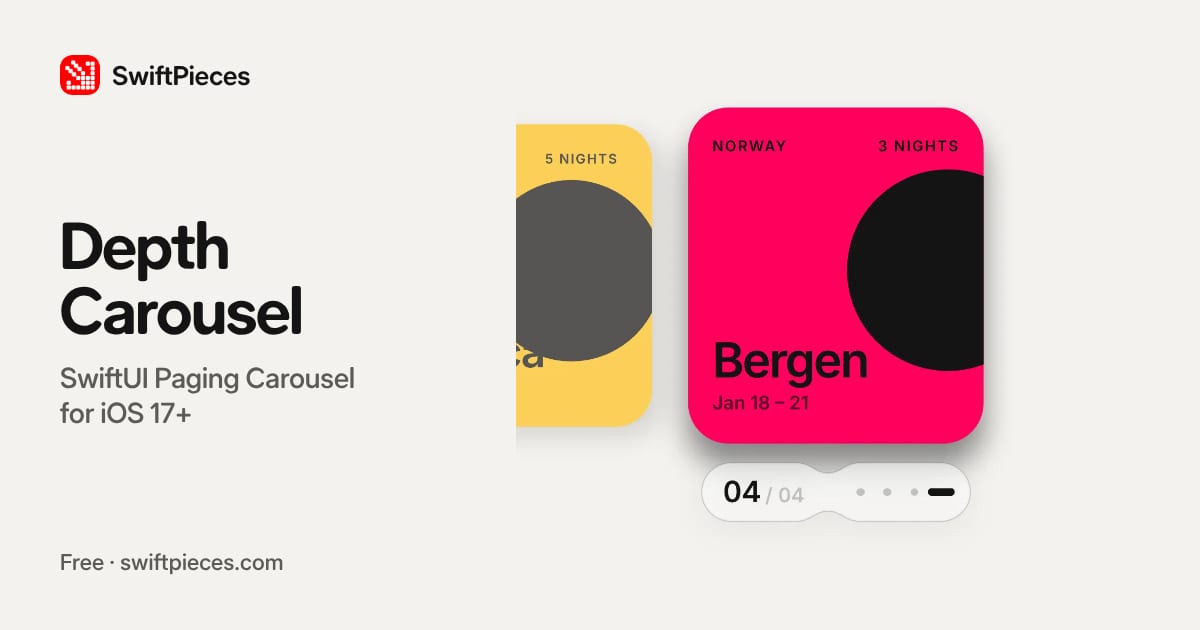 SwiftPieces
Depth
Carousel
SwiftUI Paging Carousel
for iOS 17+
Free · swiftpieces.com
5 NIGHTS
ca
NORWAY
3 NIGHTS
Bergen
Jan 18 – 21
04 / 04